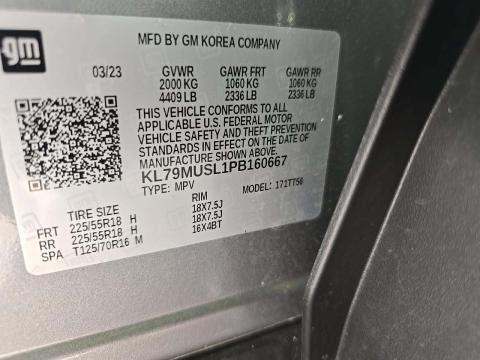 gm
MFD BY GM KOREA COMPANY
03/23 GVWR GAWR FRT GAWR RR
2000 KG 1060 KG 1060 KG
4409 LB 2336 LB 2336 LB
THIS VEHICLE CONFORMS TO ALL
APPLICABLE U.S. FEDERAL MOTOR
VEHICLE SAFETY AND THEFT PREVENTION
STANDARDS IN EFFECT ON THE DATE OF
MANUFACTURE SHOWN ABOVE.
KL79MUSL1PB160667
TYPE: MPV MODEL: 1TT56
TIRE SIZE RIM
FRT 225/55R18 H 18X7.5J
RR 225/55R18 H 18X7.5J
SPA T125/70R16 M 16X4BT